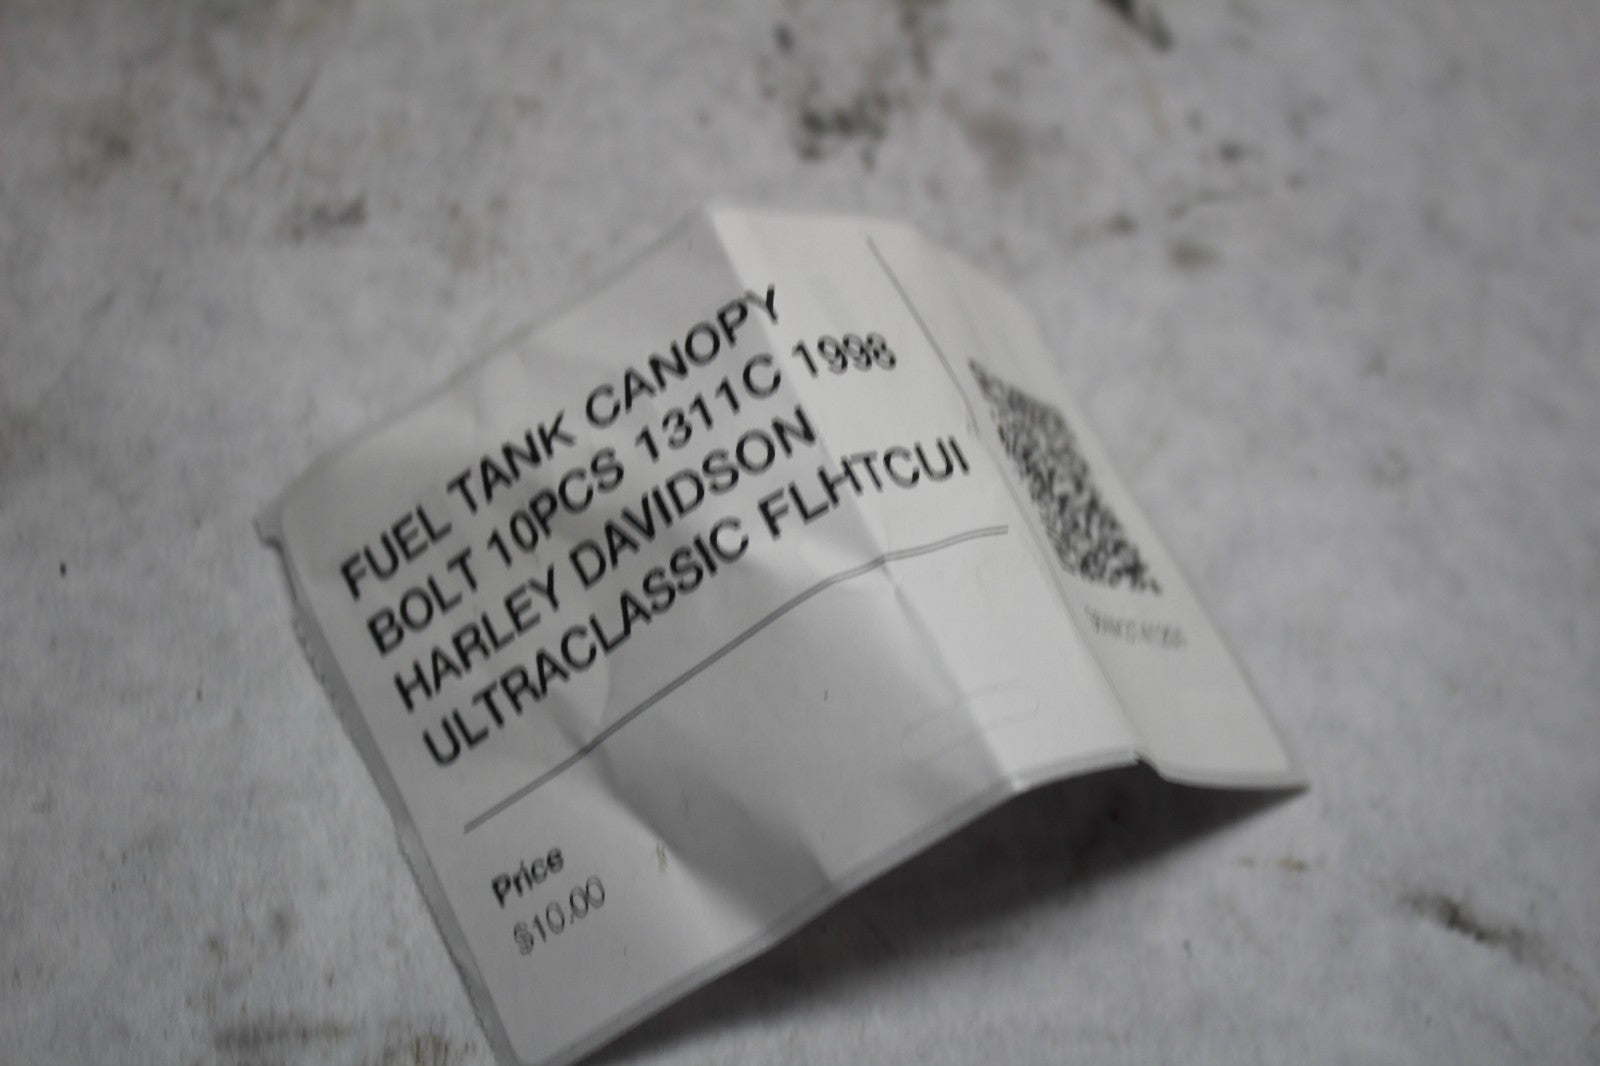 FUEL TANK CANOPY
BOLT 10PCS 1311C 1998
HARLEY DAVIDSON
ULTRACLASSIC FLHTCUI
Price
$10.00